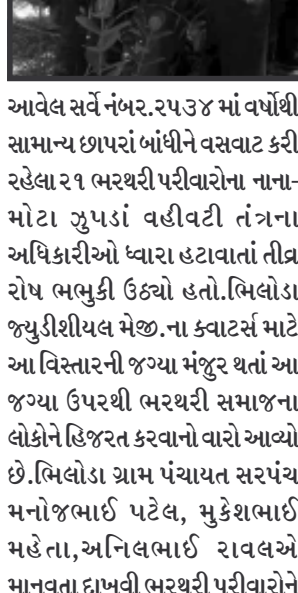 આવેલ સર્વે નંબર.૨૫૩૪ માં વર્ષોથી
સામાન્ય છાપરાં બાંધીને વસવાટ કરી
રહેલા ૨૧ ભરથરી પરીવારોના નાના-
મોટા ઝુપડાં વહીવટી તંત્રના
અધિકારીઓ ધ્વારા હટાવાતાં તીવ્ર
રોષ ભભુકી ઉઠ્યો હતો.ભિલોડા
જ્યુડીશીયલ મેજી.ના ક્વાટર્સ માટે
આ વિસ્તારની જગ્યા મંજુર થતાં આ
જગ્યા ઉપરથી ભરથરી સમાજના
લોકોને હિજરત કરવાનો વારો આવ્યો
છે.ભિલોડા ગ્રામ પંચાયત સરપંચ
મનોજભાઈ પટેલ, મુકેશભાઈ
મહેતા,અનિલભાઈ રાવલએ
માનવતા દાખવી ભરથરી પરીવારોને